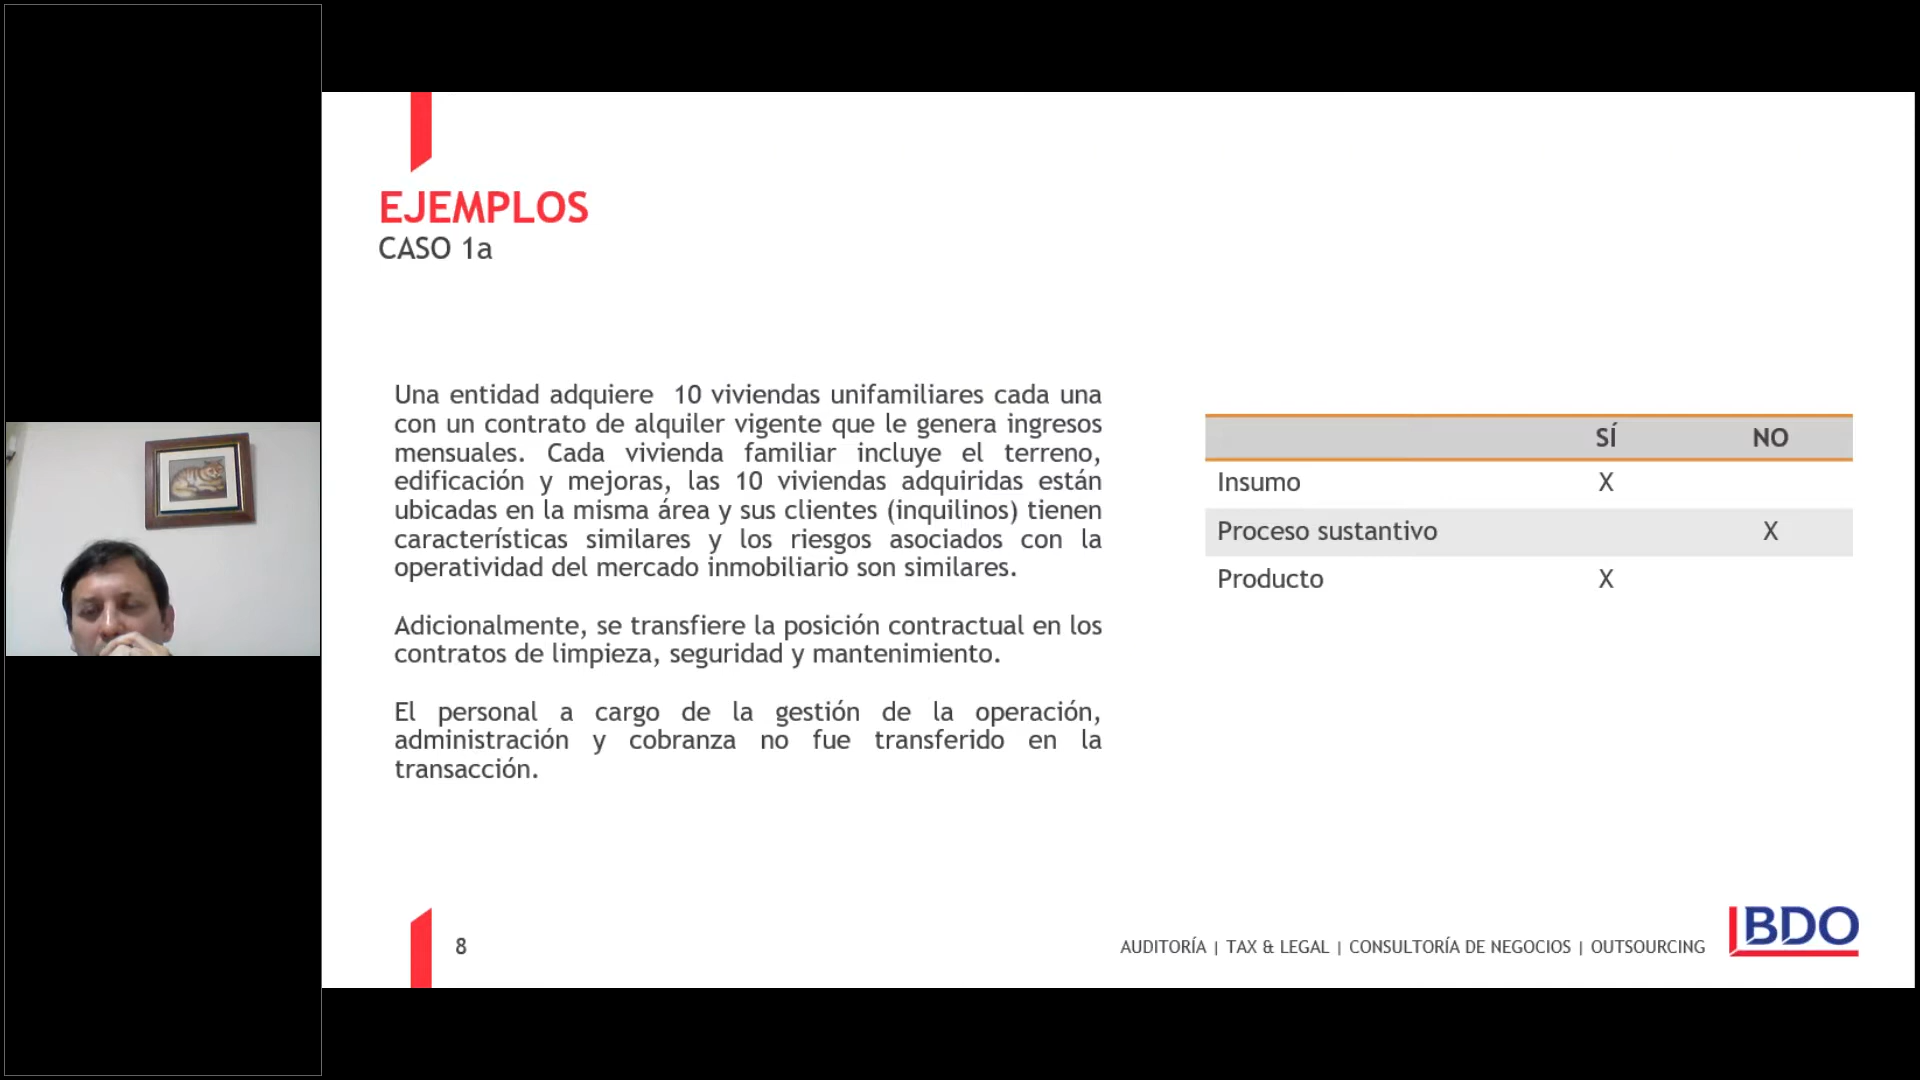 EJEMPLOS
CASO 1a
Una entidad adquiere 10 viviendas unifamiliares cada una
con un contrato de alquiler vigente que le genera ingresos
mensuales. Cada vivienda familiar incluye el terreno,
edificación y mejoras, las 10 viviendas adquiridas están
ubicadas en la misma área y sus clientes (inquilinos) tienen
características similares y los riesgos asociados con la
operatividad del mercado inmobiliario son similares.
Adicionalmente, se transfiere la posición contractual en los
contratos de limpieza, seguridad y mantenimiento.
El personal a cargo de la gestión de la operación,
administración y cobranza no fue transferido en la
transacción.
SÍ NO
Insumo X
Proceso sustantivo X
Producto X
8
AUDITORÍA | TAX & LEGAL | CONSULTORÍA DE NEGOCIOS | OUTSOURCING
BDO